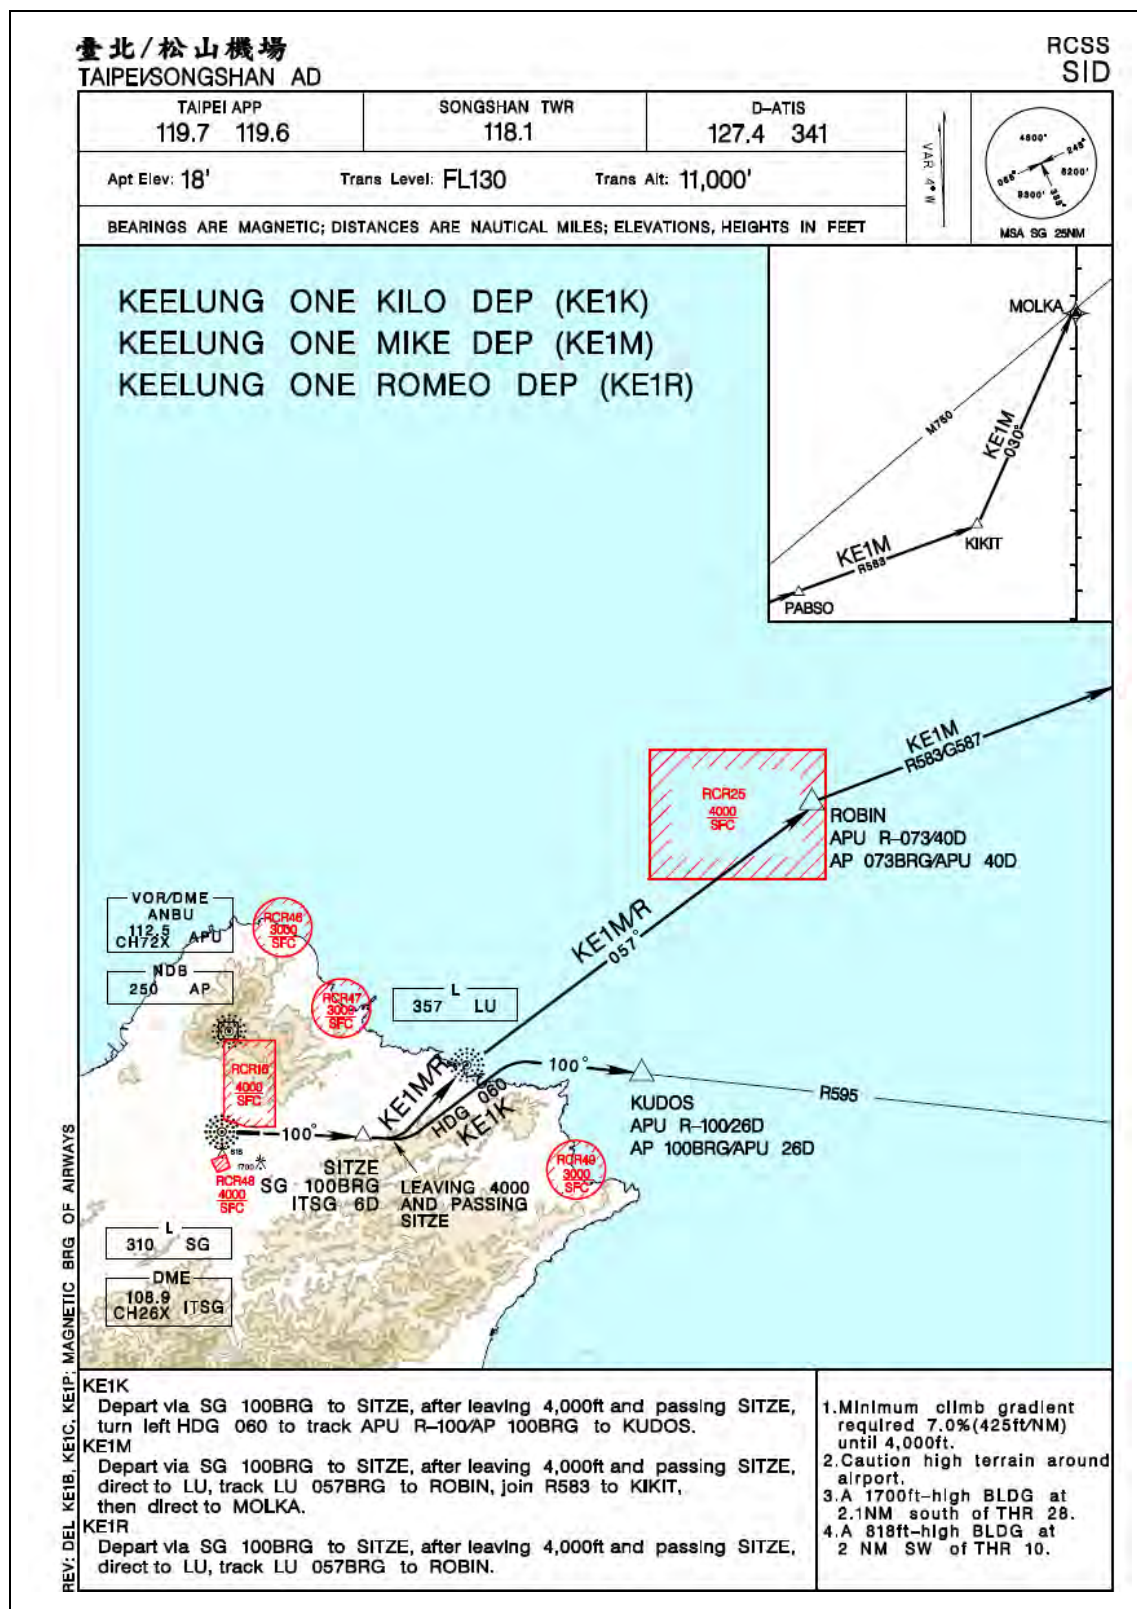 臺北/松山機場
TAIPEI/SONGSHAN AD
RCSS
SID
TAIPEI APP
119.7 119.6
SONGSHAN TWR
118.1
D-ATIS
127.4 341
Apt Elev: 18'
Trans Level: FL130
Trans Alt: 11,000'
BEARINGS ARE MAGNETIC; DISTANCES ARE NAUTICAL MILES; ELEVATIONS, HEIGHTS IN FEET
VAR 4° W
245°
065°
8200'
MSA SG 25NM
KEELUNG ONE KILO DEP (KE1K)
KEELUNG ONE MIKE DEP (KE1M)
KEELUNG ONE ROMEO DEP (KE1R)
MOLKA
M750
KE1M
030°
KE1M
R583
KIKIT
PABSO
KE1M
R583/G587
RCR25
4000
SFC
ROBIN
APU R-073/40D
AP 073BRG/APU 40D
KE1M/R
057°
VOR/DME
ANBU
112.5
CH72X APU
NDB
250 AP
RCR46
3000
SFC
RCR47
3000
SFC
L
357 LU
RCR16
4000
SFC
KE1M/R
HDG 060
KE1K
100°
KUDOS
APU R-100/26D
AP 100BRG/APU 26D
R595
100°
818
1700
RCR48
4000
SFC
SITZE
SG 100BRG
ITSG 6D
LEAVING 4000
AND PASSING
SITZE
RCR49
3000
SFC
L
310 SG
DME
108.9
CH26X ITSG
REV: DEL KE1B, KE1C, KE1P; MAGNETIC BRG OF AIRWAYS
KE1K
Depart via SG 100BRG to SITZE, after leaving 4,000ft and passing SITZE,
turn left HDG 060 to track APU R-100/AP 100BRG to KUDOS.
KE1M
Depart via SG 100BRG to SITZE, after leaving 4,000ft and passing SITZE,
direct to LU, track LU 057BRG to ROBIN, join R583 to KIKIT,
then direct to MOLKA.
KE1R
Depart via SG 100BRG to SITZE, after leaving 4,000ft and passing SITZE,
direct to LU, track LU 057BRG to ROBIN.
1.Minimum climb gradient
required 7.0%(425ft/NM)
until 4,000ft.
2.Caution high terrain around
airport.
3.A 1700ft-high BLDG at
2.1NM south of THR 28.
4.A 818ft-high BLDG at
2 NM SW of THR 10.